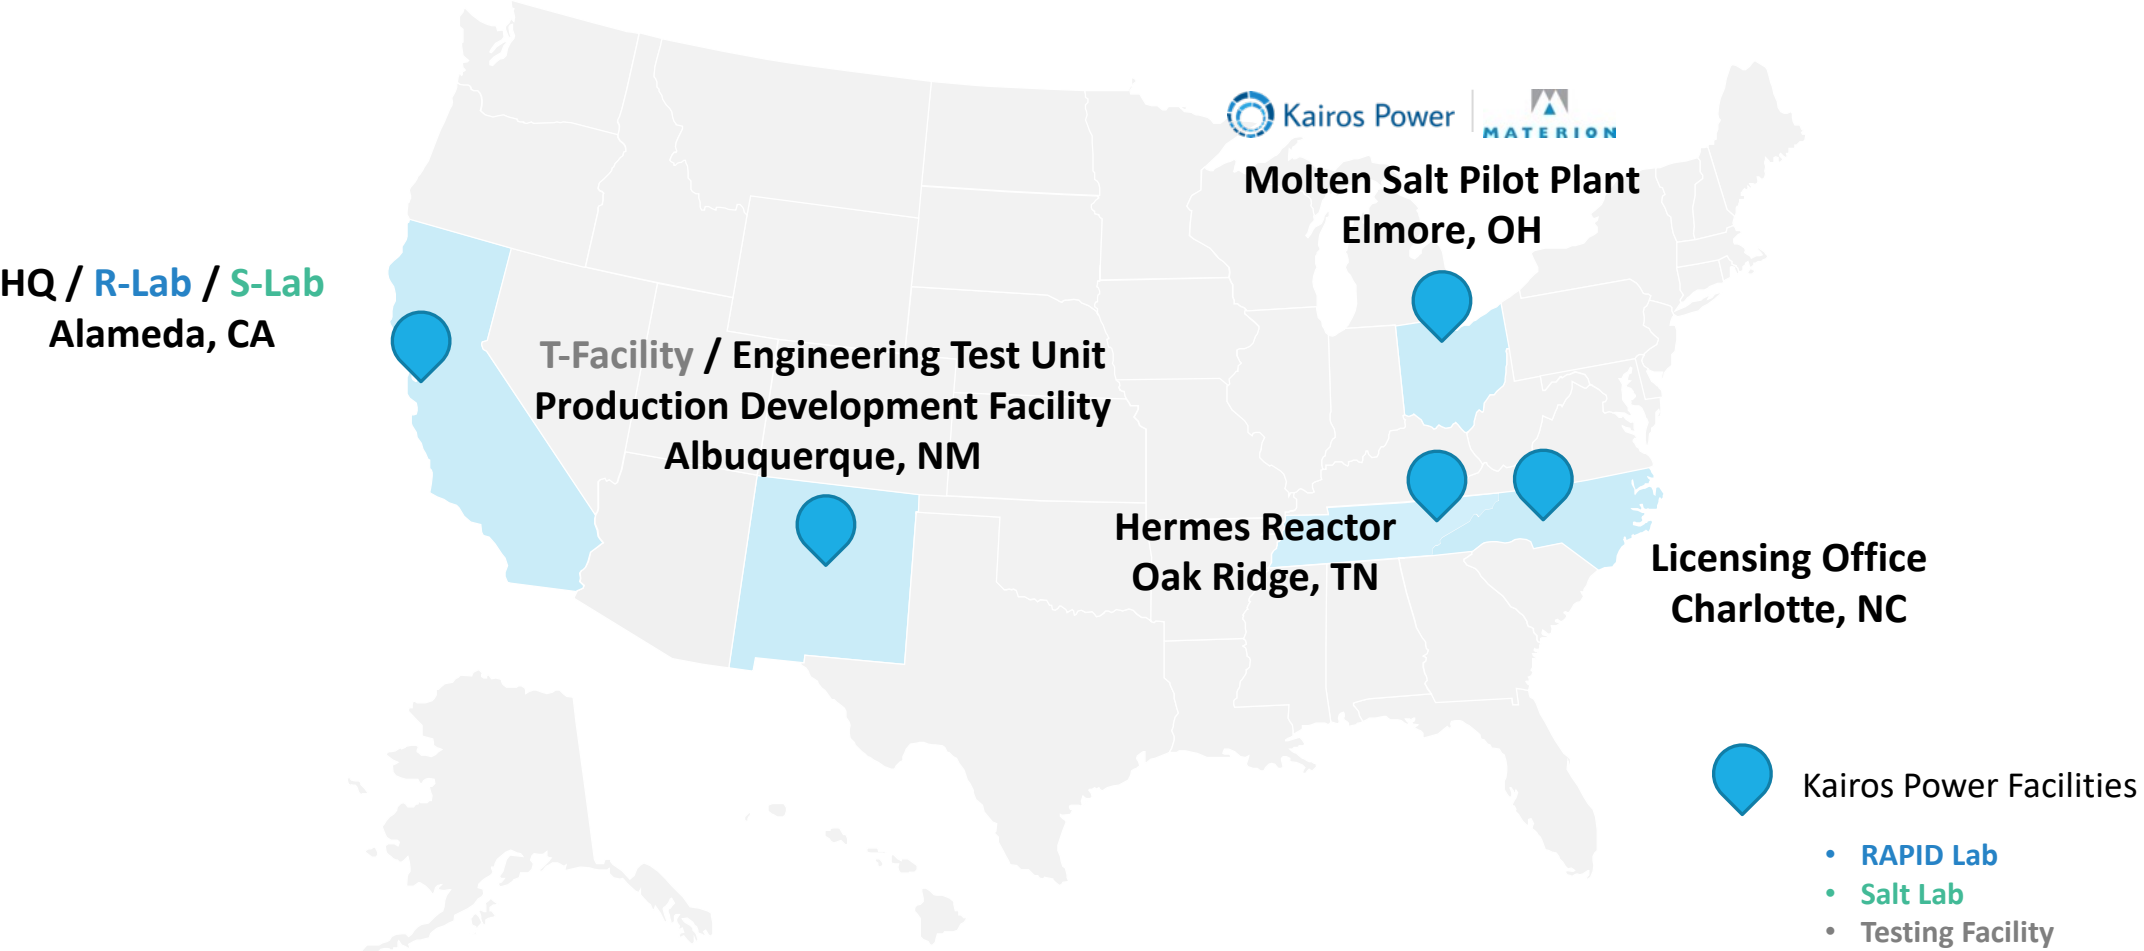 Kairos Power
MATERION
Molten Salt Pilot Plant
Elmore, OH
HQ / R-Lab / S-Lab
Alameda, CA
T-Facility / Engineering Test Unit
Production Development Facility
Albuquerque, NM
Hermes Reactor
Oak Ridge, TN
Licensing Office
Charlotte, NC
Kairos Power Facilities
• RAPID Lab
• Salt Lab
• Testing Facility